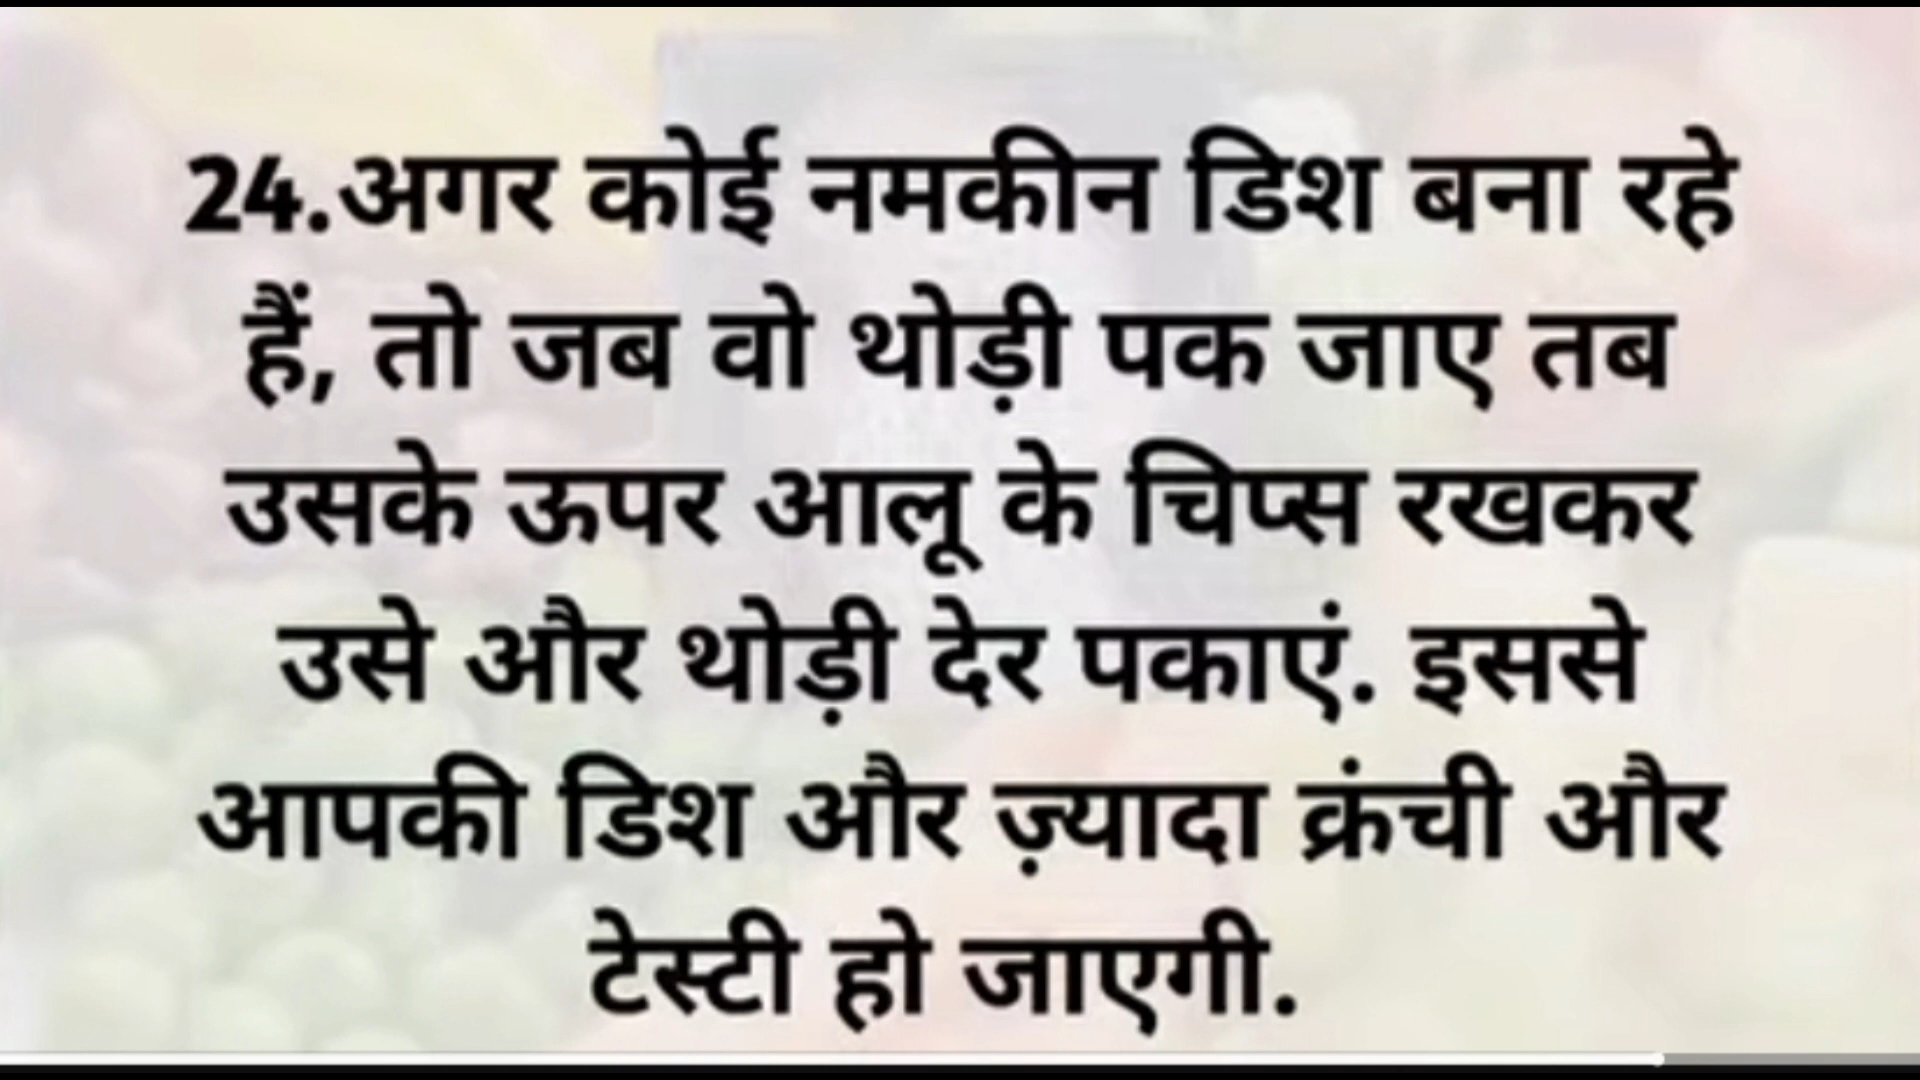 24.अगर कोई नमकीन डिश बना रहे
हैं, तो जब वो थोड़ी पक जाए तब
उसके ऊपर आलू के चिप्स रखकर
उसे और थोड़ी देर पकाएं. इससे
आपकी डिश और ज़्यादा क्रंची और
टेस्टी हो जाएगी.